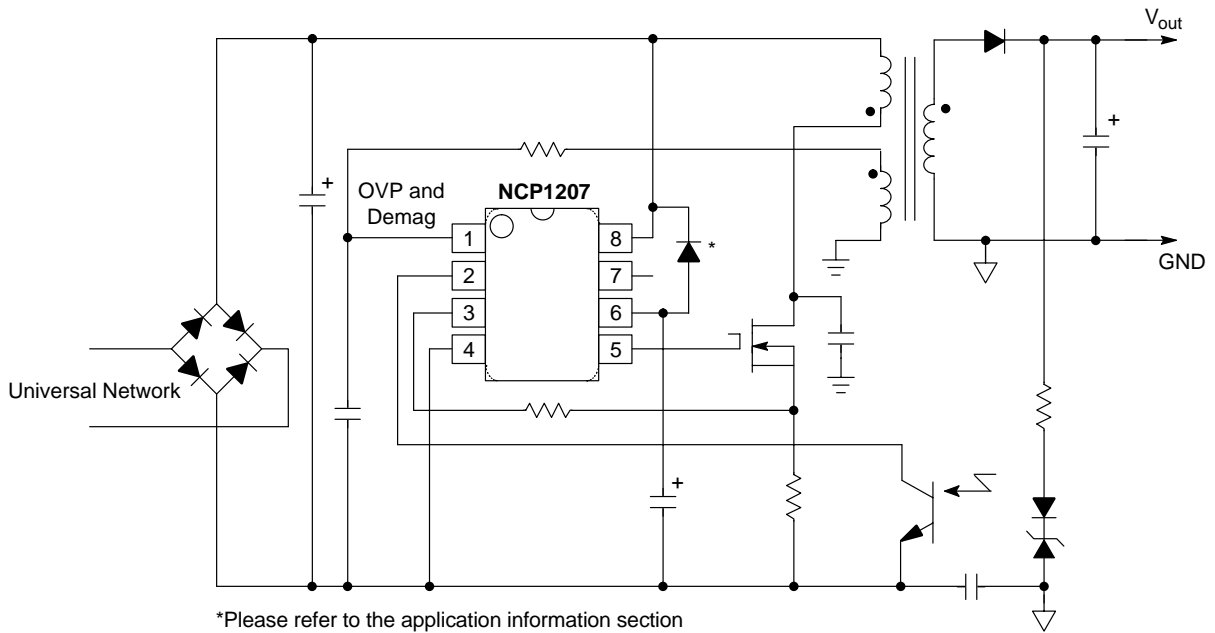 V_out
+
+
OVP and
Demag
NCP1207
1
8
*
2
7
GND
3
6
4
5
Universal Network
+
*Please refer to the application information section